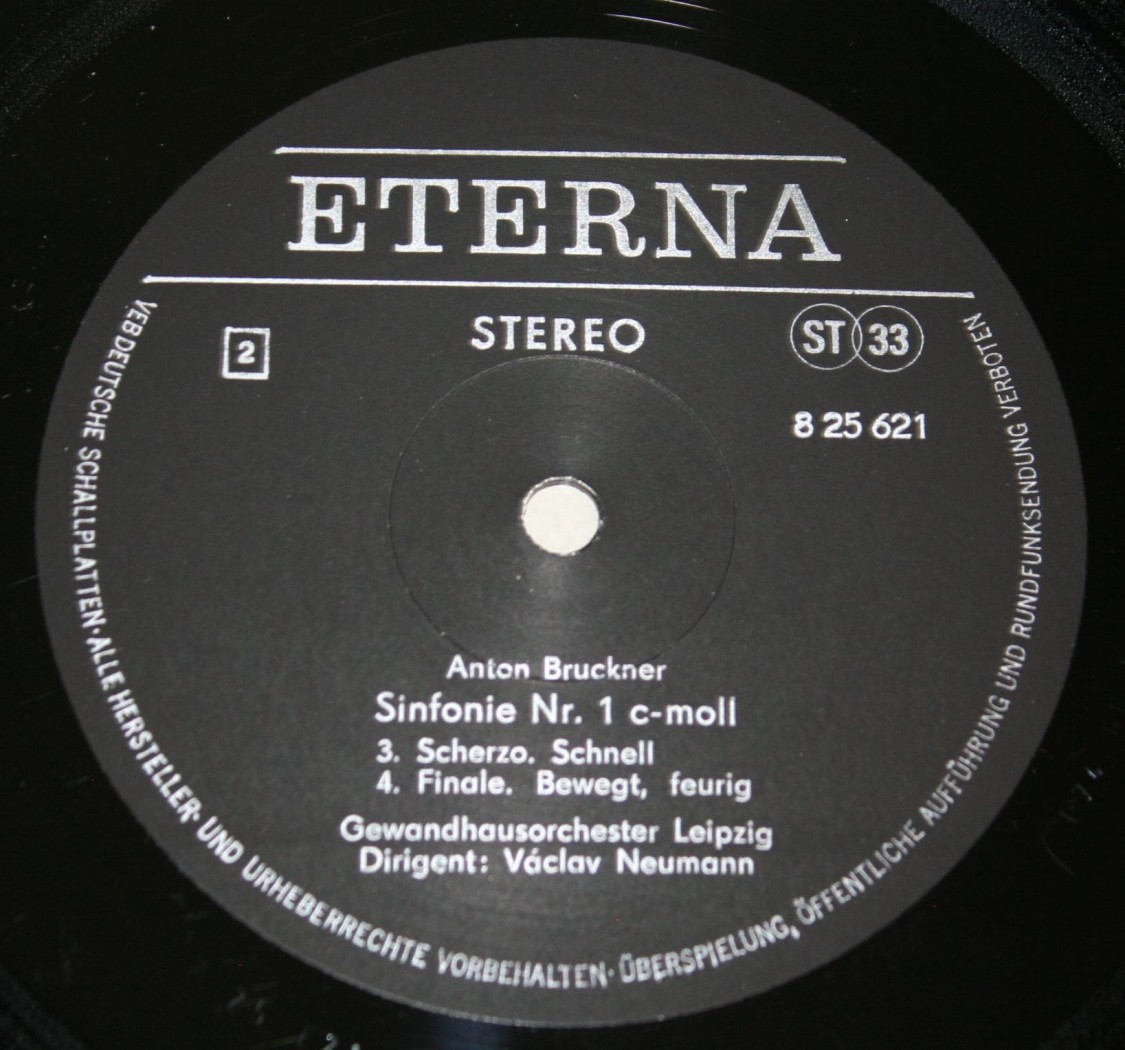 ETERNA
2
STEREO
ST 33
8 25 621
Anton Bruckner
Sinfonie Nr. 1 c-moll
3. Scherzo. Schnell
4. Finale. Bewegt, feurig
Gewandhausorchester Leipzig
Dirigent: Václav Neumann
VEB DEUTSCHE SCHALLPLATTEN · ALLE HERSTELLER- UND URHEBERRECHTE VORBEHALTEN · ÜBERSPIELUNG, ÖFFENTLICHE AUFFÜHRUNG UND RUNDFUNKSENDUNG VERBOTEN